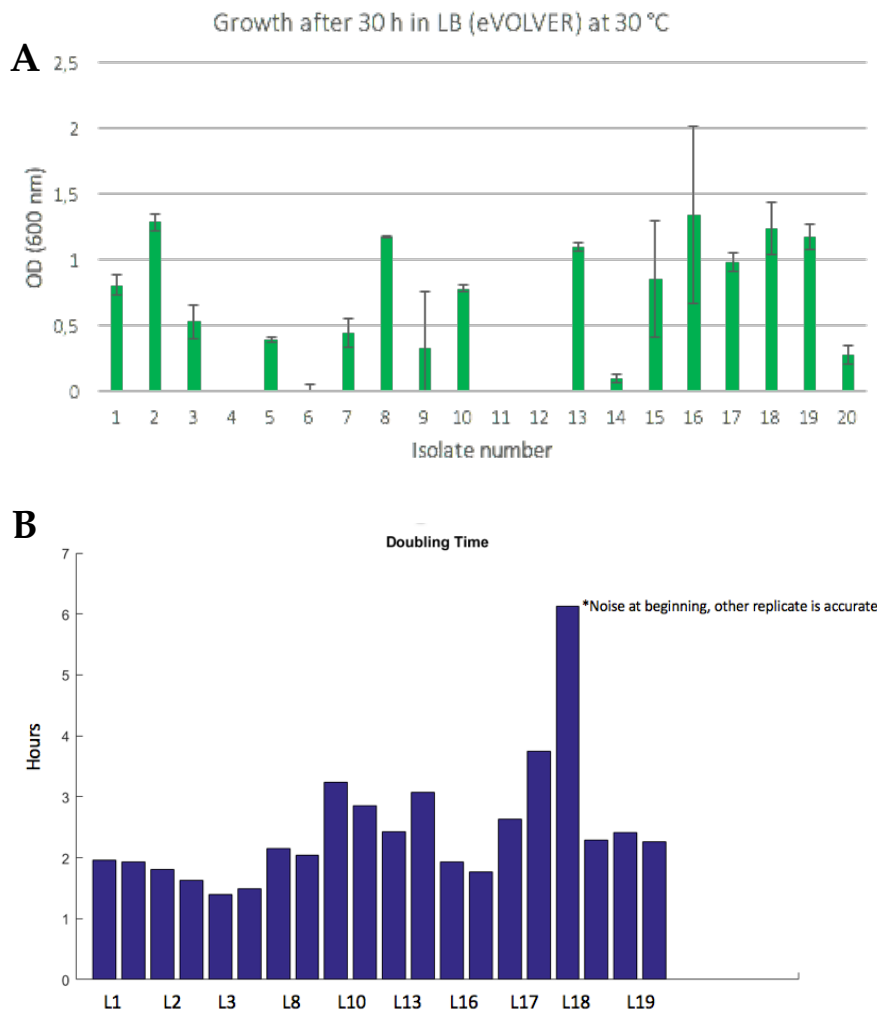 Growth after 30 h in LB (eVOLVER) at 30 °C
A
2,5
2
1,5
1
0,5
0
OD (600 nm)
1 2 3 4 5 6 7 8 9 10 11 12 13 14 15 16 17 18 19 20
Isolate number
B
Doubling Time
7
6
5
4
3
2
1
0
Hours
*Noise at beginning, other replicate is accurate
L1 L2 L3 L8 L10 L13 L16 L17 L18 L19